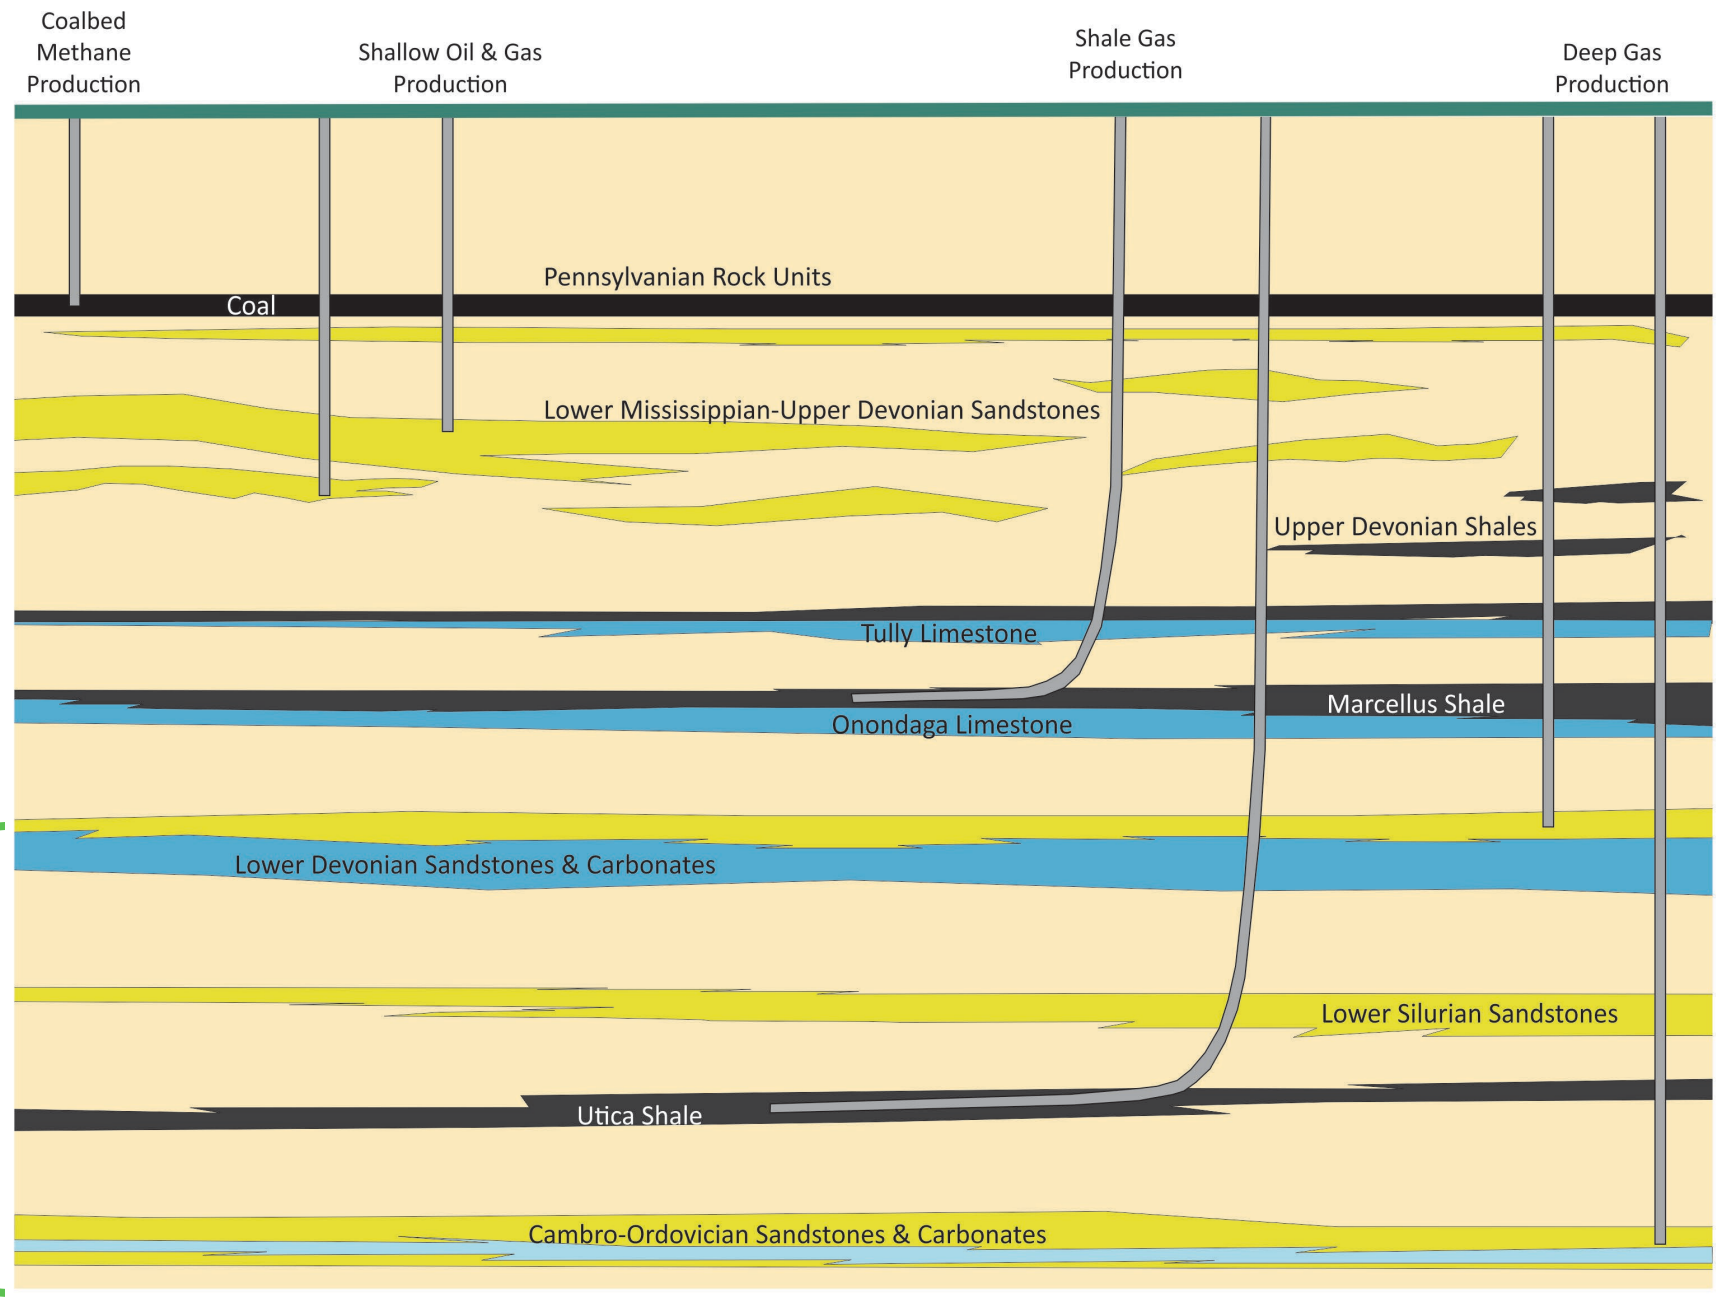 Coalbed
Methane
Production
Shallow Oil & Gas
Production
Shale Gas
Production
Deep Gas
Production
Pennsylvanian Rock Units
Coal
Lower Mississippian-Upper Devonian Sandstones
Upper Devonian Shales
Tully Limestone
Marcellus Shale
Onondaga Limestone
Lower Devonian Sandstones & Carbonates
Lower Silurian Sandstones
Utica Shale
Cambro-Ordovician Sandstones & Carbonates